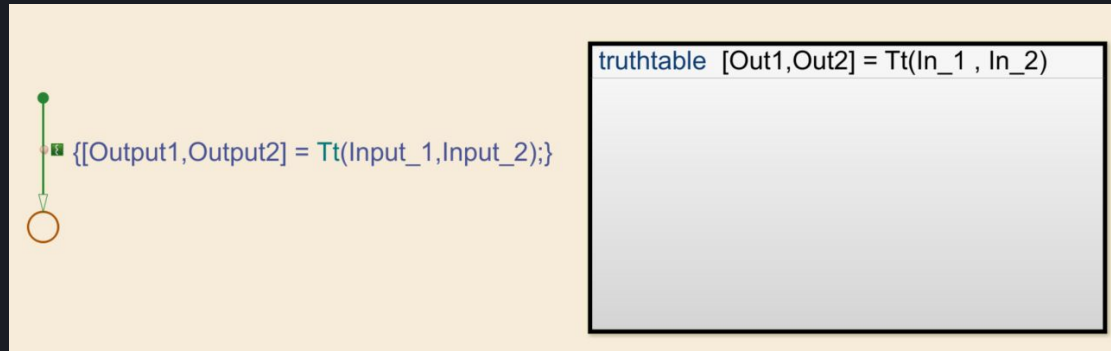 {[Output1,Output2] = Tt(Input_1,Input_2);}
truthtable [Out1,Out2] = Tt(In_1 , In_2)